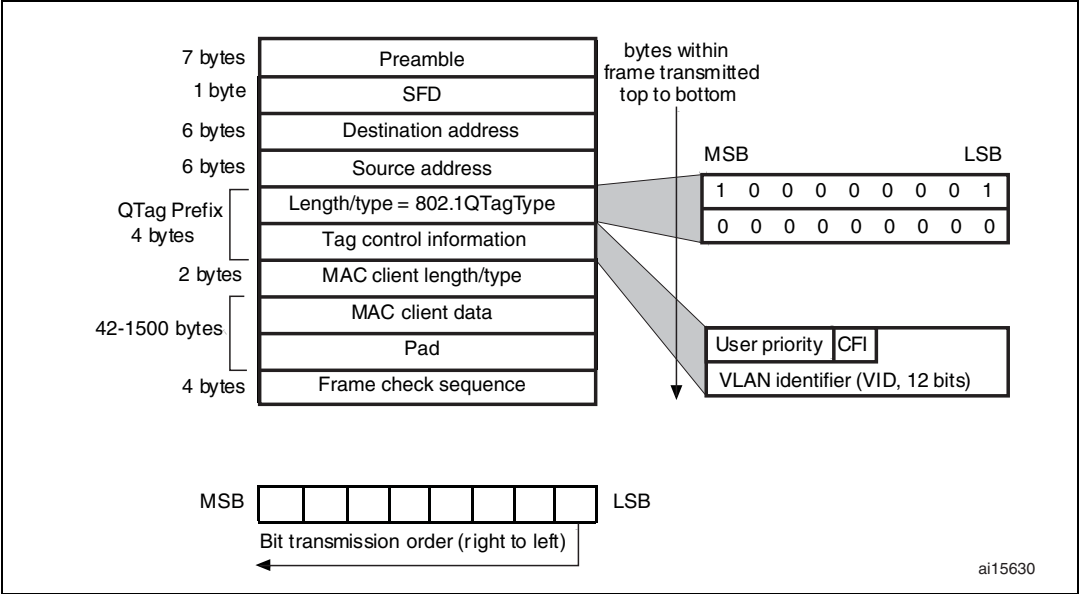 7 bytes Preamble
1 byte SFD
6 bytes Destination address
6 bytes Source address
QTag Prefix
4 bytes
Length/type = 802.1QTagType
Tag control information
2 bytes MAC client length/type
42-1500 bytes
MAC client data
Pad
4 bytes Frame check sequence
bytes within
frame transmitted
top to bottom
MSB LSB
1 0 0 0 0 0 0 0 1
0 0 0 0 0 0 0 0 0
User priority CFI
VLAN identifier (VID, 12 bits)
MSB LSB
Bit transmission order (right to left)
ai15630